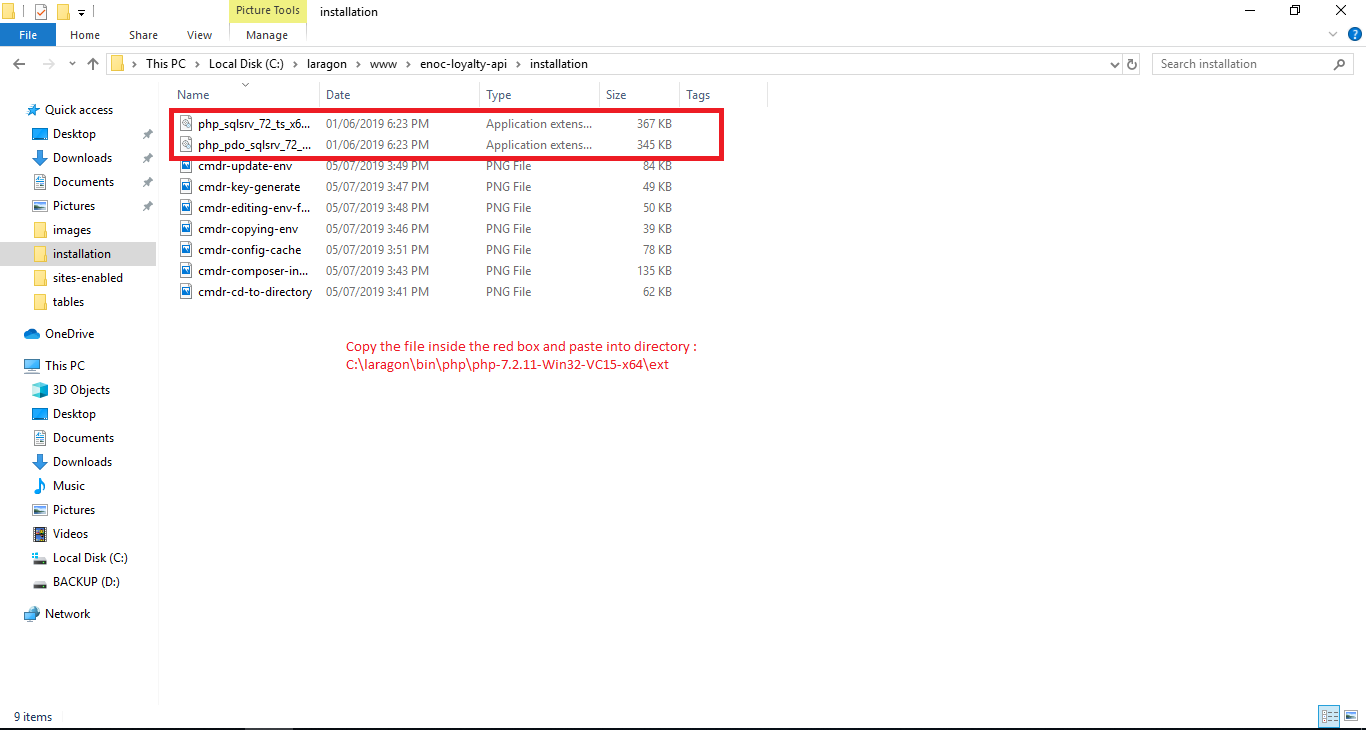 Picture Tools
installation
File
Home
Share
View
Manage
This PC
Local Disk (C:)
laragon
www
enoc-loyalty-api
installation
Search installation
Name
Date
Type
Size
Tags
Quick access
Desktop
Downloads
Documents
Pictures
images
installation
sites-enabled
tables
OneDrive
This PC
3D Objects
Desktop
Documents
Downloads
Music
Pictures
Videos
Local Disk (C:)
BACKUP (D:)
Network
php_sqlsrv_72_ts_x6... 01/06/2019 6:23 PM Application extens... 367 KB
php_pdo_sqlsrv_72_... 01/06/2019 6:23 PM Application extens... 345 KB
cmdr-update-env 05/07/2019 3:49 PM PNG File 84 KB
cmdr-key-generate 05/07/2019 3:47 PM PNG File 49 KB
cmdr-editing-env-f... 05/07/2019 3:48 PM PNG File 50 KB
cmdr-copying-env 05/07/2019 3:46 PM PNG File 39 KB
cmdr-config-cache 05/07/2019 3:51 PM PNG File 78 KB
cmdr-composer-in... 05/07/2019 3:43 PM PNG File 135 KB
cmdr-cd-to-directory 05/07/2019 3:41 PM PNG File 62 KB
Copy the file inside the red box and paste into directory :
C:\laragon\bin\php\php-7.2.11-Win32-VC15-x64\ext
9 items